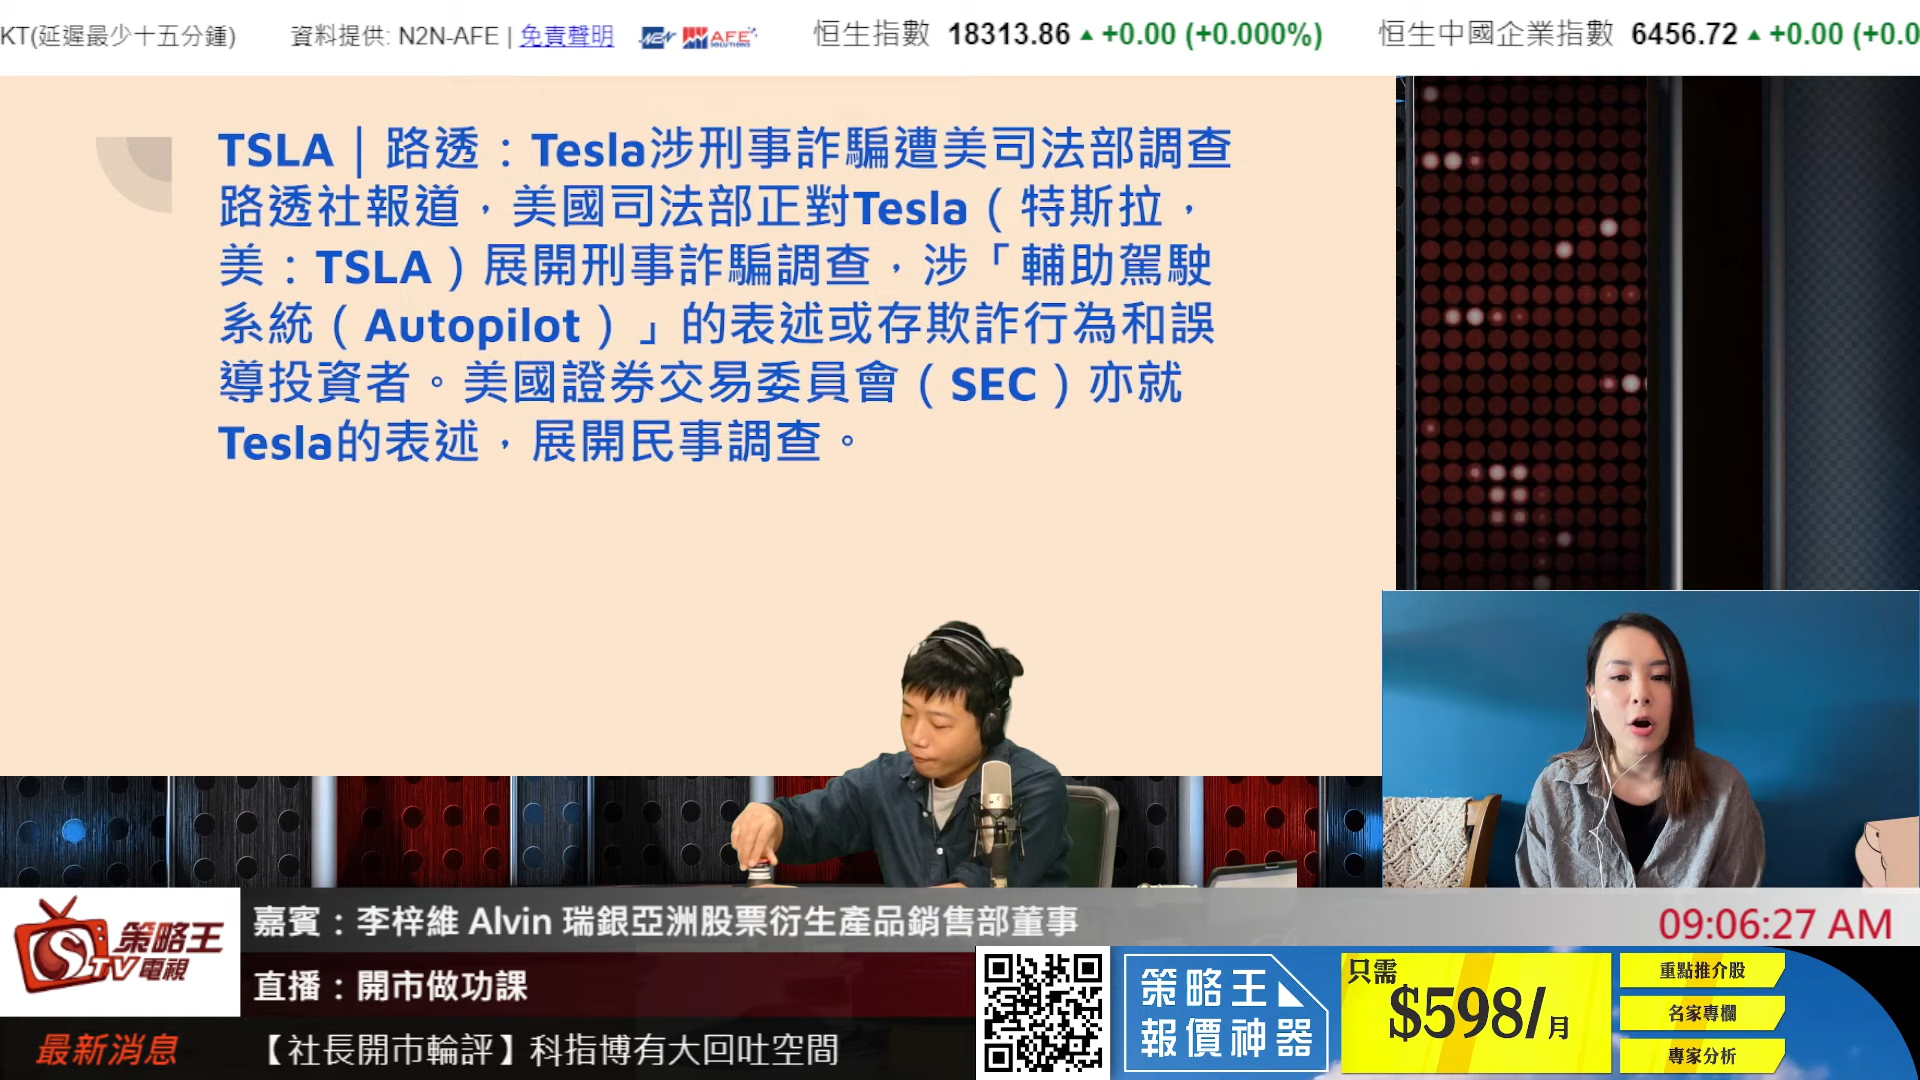 KT(延遲最少十五分鍾) 資料提供: N2N-AFE | 免責聲明 N2N AFE SOLUTIONS 恒生指數 18313.86 ▲ +0.00 (+0.000%) 恒生中國企業指數 6456.72 ▲ +0.00 (+0.0
TSLA｜路透：Tesla涉刑事詐騙遭美司法部調查
路透社報道，美國司法部正對Tesla（特斯拉，
美：TSLA）展開刑事詐騙調查，涉「輔助駕駛
系統（Autopilot）」的表述或存欺詐行為和誤
導投資者。美國證券交易委員會（SEC）亦就
Tesla的表述，展開民事調查。
策略王
STV電視
嘉賓：李梓維 Alvin 瑞銀亞洲股票衍生產品銷售部董事
09:06:27 AM
直播：開市做功課
最新消息
【社長開市輪評】科指博有大回吐空間
策略王
報價神器
只需
$598/月
重點推介股
名家專欄
專家分析